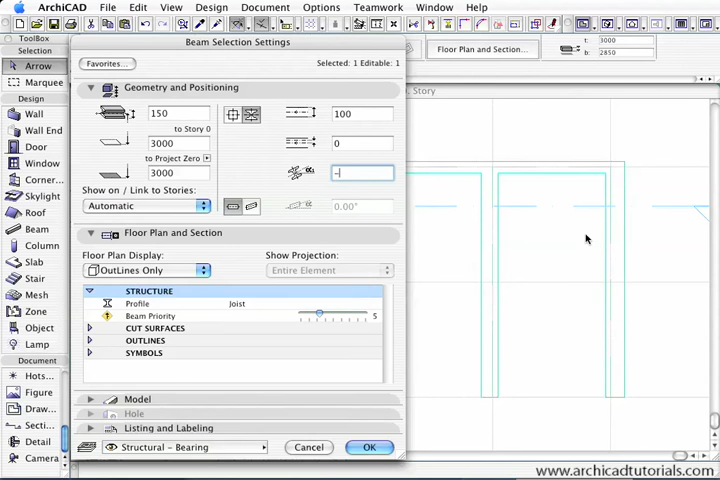 ArchiCAD File Edit View Design Document Options Teamwork Window Help
ToolBox
Selection
Arrow
Marquee
Design
Wall
Wall End
Door
Window
Corner...
Skylight
Roof
Beam
Column
Slab
Stair
Mesh
Zone
Object
Lamp
Document
Hots...
Figure
Draw...
Secti...
Detail
Camera
Beam Selection Settings
Favorites...
Selected: 1 Editable: 1
Geometry and Positioning
150
100
to Story 0
3000
0
to Project Zero
3000
-
Show on / Link to Stories:
Automatic
0.00°
Floor Plan and Section
Floor Plan Display:
Show Projection:
OutLines Only
Entire Element
STRUCTURE
Profile Joist
Beam Priority 5
CUT SURFACES
OUTLINES
SYMBOLS
Model
Hole
Listing and Labeling
Structural - Bearing
Cancel
OK
Floor Plan and Section...
t: 3000
b: 2850
0. Story
www.archicadtutorials.com